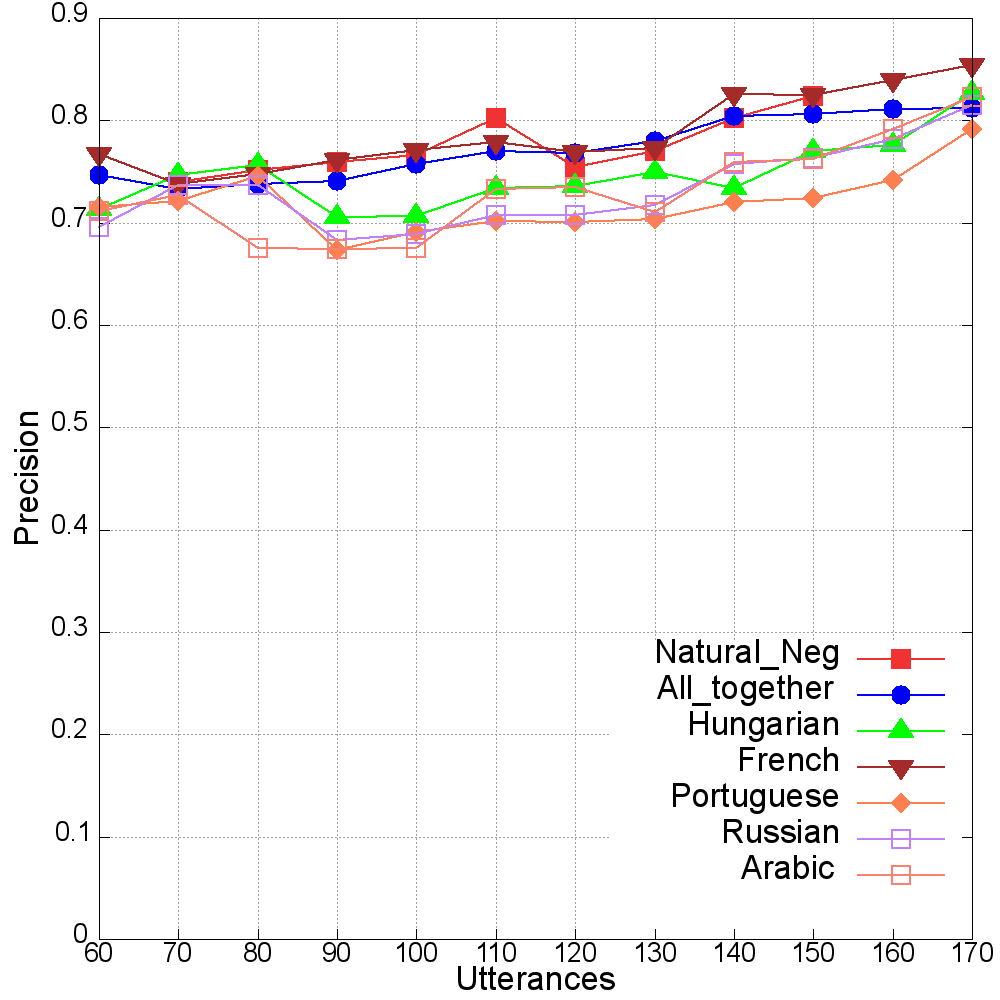 0.9
0.8
0.7
0.6
0.5
0.4
0.3
0.2
0.1
0
Precision
Natural_Neg
All_together
Hungarian
French
Portuguese
Russian
Arabic
60 70 80 90 100 110 120 130 140 150 160 170
Utterances